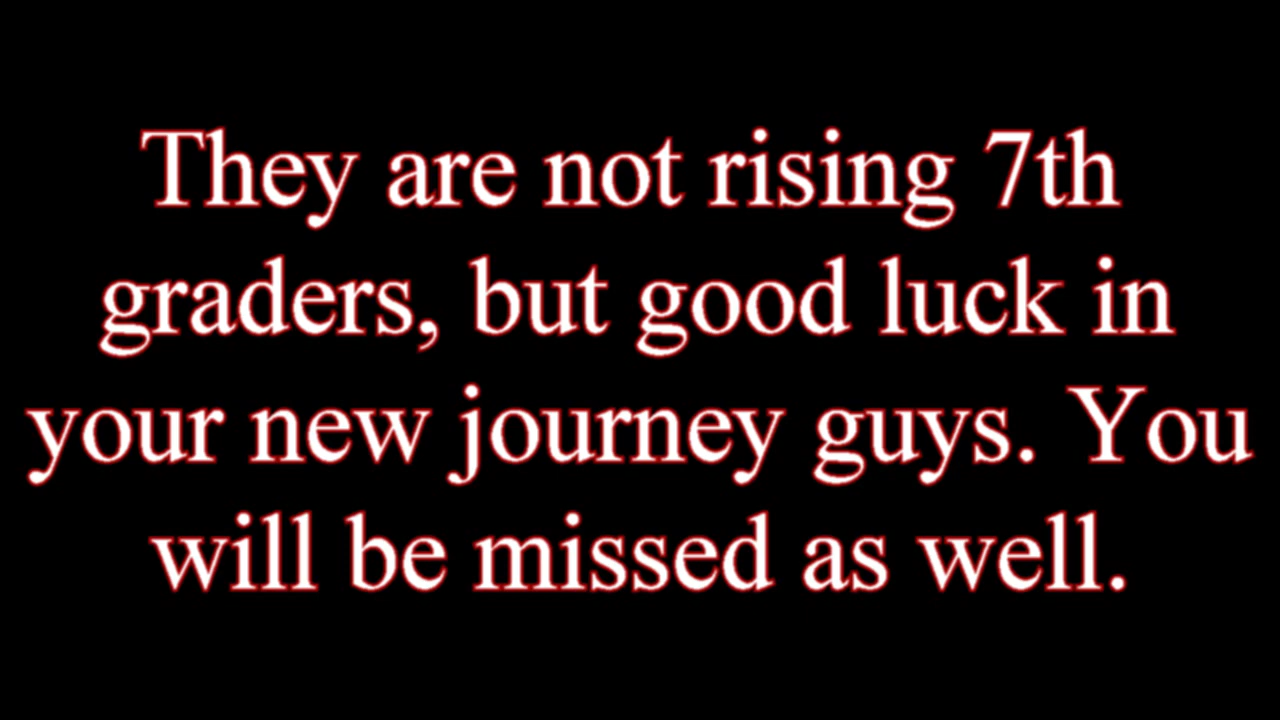 They are not rising 7th
graders, but good luck in
your new journey guys. You
will be missed as well.